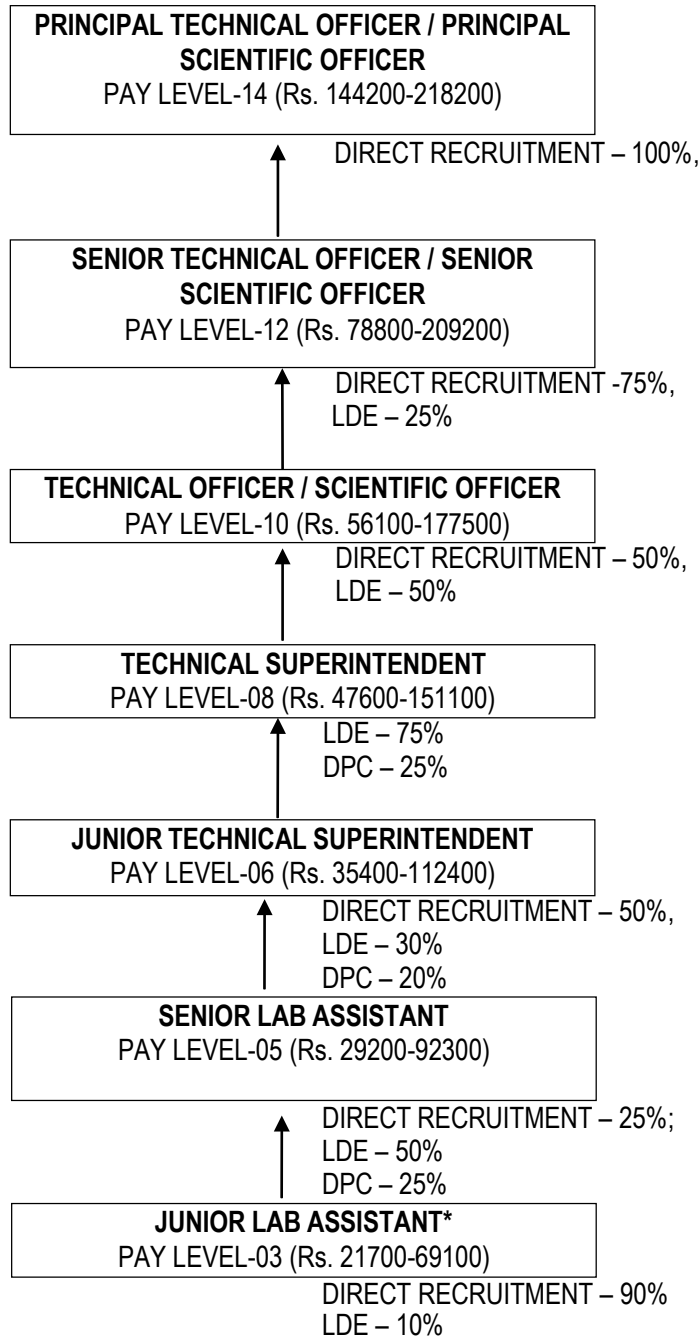 PRINCIPAL TECHNICAL OFFICER / PRINCIPAL
SCIENTIFIC OFFICER
PAY LEVEL-14 (Rs. 144200-218200)
DIRECT RECRUITMENT – 100%,
SENIOR TECHNICAL OFFICER / SENIOR
SCIENTIFIC OFFICER
PAY LEVEL-12 (Rs. 78800-209200)
DIRECT RECRUITMENT -75%,
LDE – 25%
TECHNICAL OFFICER / SCIENTIFIC OFFICER
PAY LEVEL-10 (Rs. 56100-177500)
DIRECT RECRUITMENT – 50%,
LDE – 50%
TECHNICAL SUPERINTENDENT
PAY LEVEL-08 (Rs. 47600-151100)
LDE – 75%
DPC – 25%
JUNIOR TECHNICAL SUPERINTENDENT
PAY LEVEL-06 (Rs. 35400-112400)
DIRECT RECRUITMENT – 50%,
LDE – 30%
DPC – 20%
SENIOR LAB ASSISTANT
PAY LEVEL-05 (Rs. 29200-92300)
DIRECT RECRUITMENT – 25%;
LDE – 50%
DPC – 25%
JUNIOR LAB ASSISTANT*
PAY LEVEL-03 (Rs. 21700-69100)
DIRECT RECRUITMENT – 90%
LDE – 10%